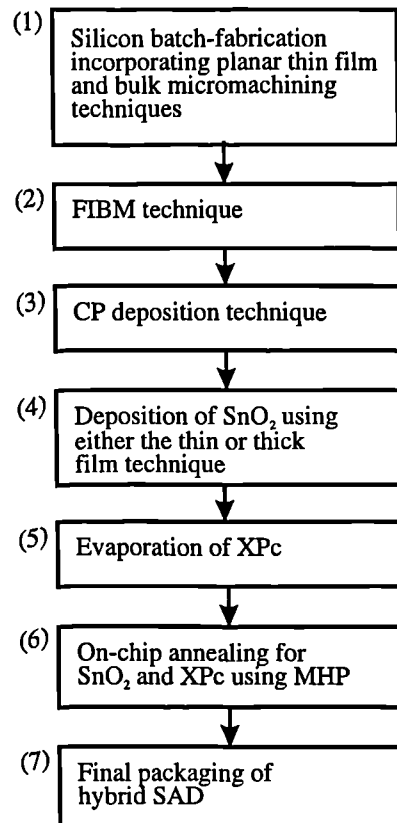 (1)
Silicon batch-fabrication
incorporating planar thin film
and bulk micromachining
techniques
(2)
FIBM technique
(3)
CP deposition technique
(4)
Deposition of SnO₂ using
either the thin or thick
film technique
(5)
Evaporation of XPc
(6)
On-chip annealing for
SnO₂ and XPc using MHP
(7)
Final packaging of
hybrid SAD